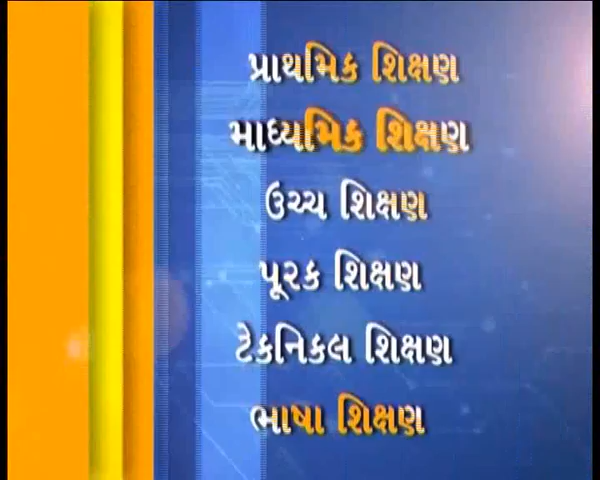 પ્રાથમિક શિક્ષણ
માધ્યમિક શિક્ષણ
ઉચ્ચ શિક્ષણ
પૂરક શિક્ષણ
ટેકનિકલ શિક્ષણ
ભાષા શિક્ષણ